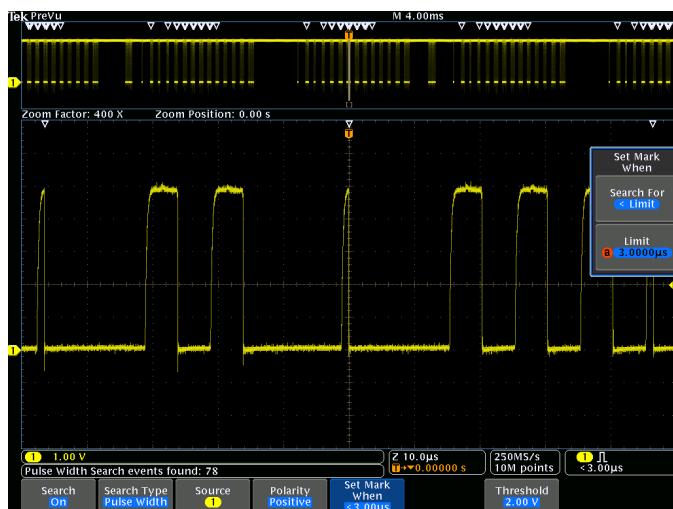 Tek PreVu
M 4.00ms
T
1
Zoom Factor: 400 X Zoom Position: 0.00 s
T
Set Mark
When
Search For
< Limit
Limit
a 3.0000µs
1
1 1.00 V
Z 10.0µs
T→▼0.00000 s
250MS/s
10M points
1
<3.00µs
Pulse Width Search events found: 78
Search
On
Search Type
Pulse Width
Source
1
Polarity
Positive
Set Mark
When
<3.00µs
Threshold
2.00 V